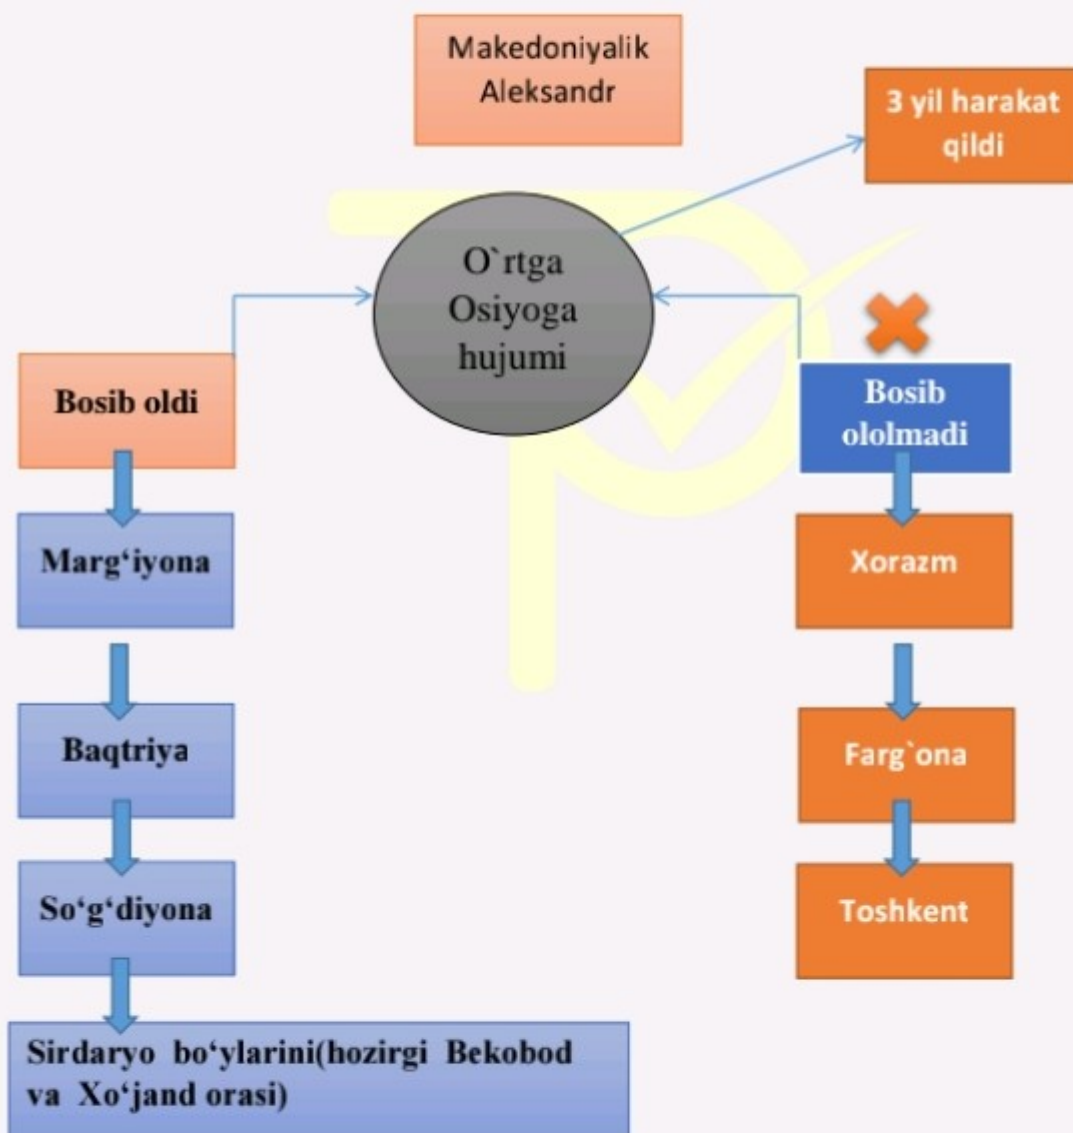 Makedoniyalik
Aleksandr
3 yil harakat
qildi
O`rtga
Osiyoga
hujumi
Bosib oldi
Bosib
ololmadi
Marg‘iyona
Xorazm
Baqtriya
Farg`ona
So‘g‘diyona
Toshkent
Sirdaryo bo‘ylarini(hozirgi Bekobod
va Xo‘jand orasi)